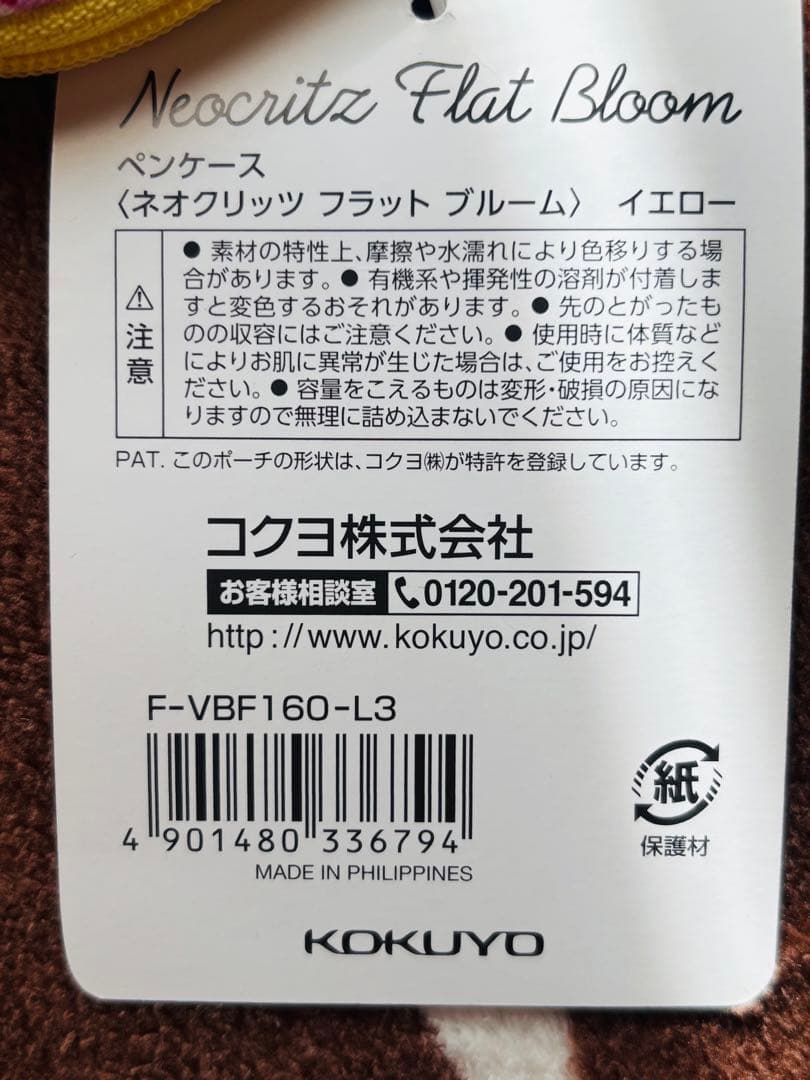 Neocritz Flat Bloom
ペンケース
〈ネオクリッツ フラット ブルーム〉 イエロー
⚠注意
● 素材の特性上、摩擦や水濡れにより色移りする場
合があります。● 有機系や揮発性の溶剤が付着しま
すと変色するおそれがあります。● 先のとがったも
のの収容にはご注意ください。● 使用時に体質など
によりお肌に異常が生じた場合は、ご使用をお控えく
ださい。● 容量をこえるものは変形・破損の原因にな
りますので無理に詰め込まないでください。
PAT. このポーチの形状は、コクヨ㈱が特許を登録しています。
コクヨ株式会社
お客様相談室 0120-201-594
http://www.kokuyo.co.jp/
F-VBF160-L3
4 901480 336794
MADE IN PHILIPPINES
紙
保護材
KOKUYO